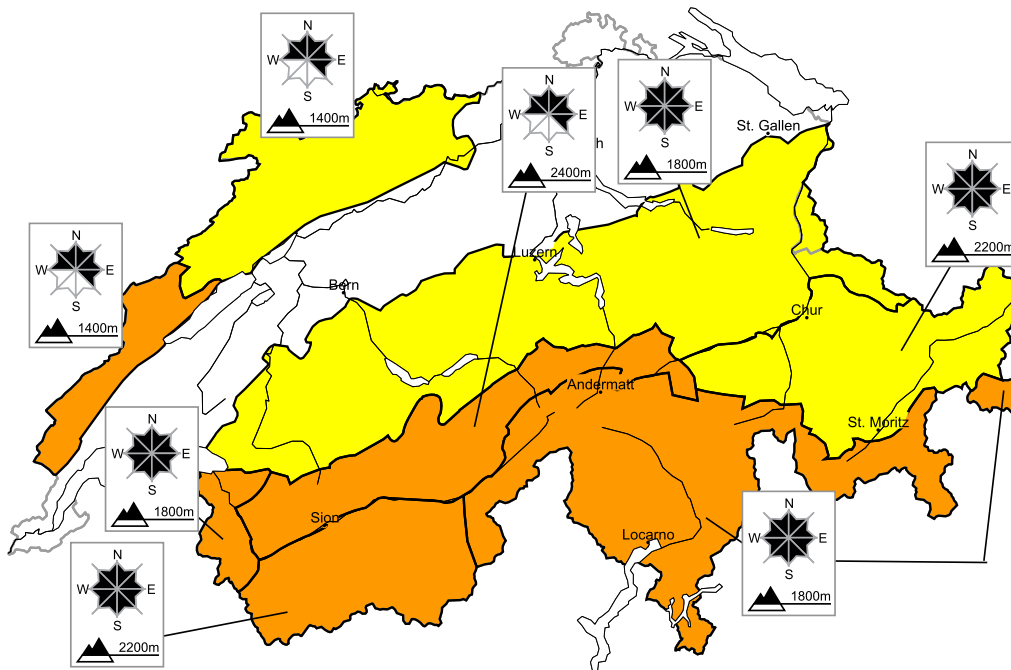 N
W E
S
1400m
N
W E
S
2400m
N
W E
S
1800m
St. Gallen
h
N
W E
S
2200m
N
W E
S
1400m
Luzern
Bern
Chur
Andermatt
St. Moritz
N
W E
S
1800m
Sion
Locarno
N
W E
S
1800m
N
W E
S
2200m